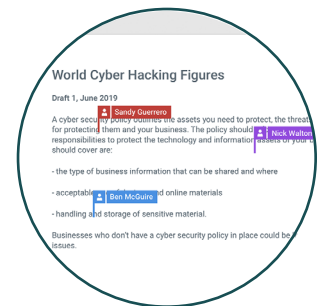 World Cyber Hacking Figures
Draft 1, June 2019
Sandy Guerrero
A cyber security policy outlines the assets you need to protect, the threat
for protecting them and your business. The policy should
Nick Walton
responsibilities to protect the technology and information assets of your
should cover are:
- the type of business information that can be shared and where
- acceptable and online materials
Ben McGuire
- handling and storage of sensitive material.
Businesses who don't have a cyber security policy in place could be
issues.